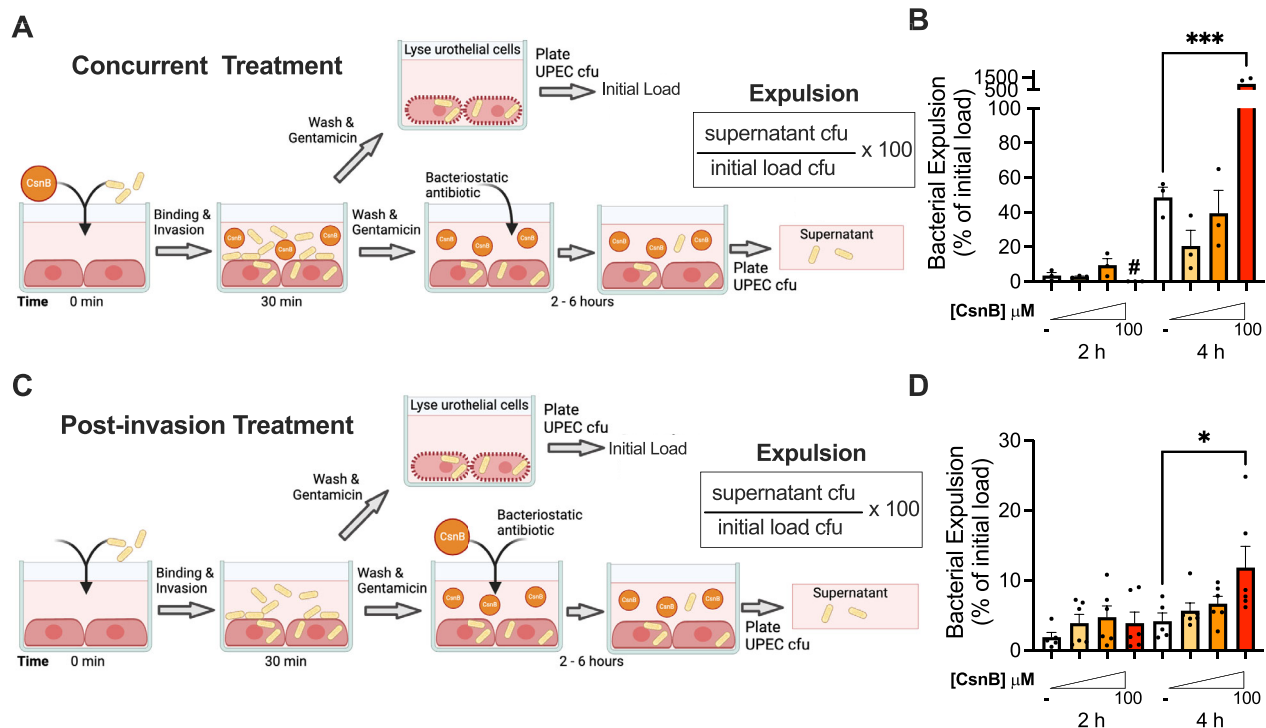 A
Concurrent Treatment
Lyse urothelial cells
Plate
UPEC cfu
Initial Load
Wash &
Gentamicin
Expulsion
supernatant cfu
initial load cfu
x 100
CsnB
Binding &
Invasion
CsnB
CsnB
CsnB
Wash &
Gentamicin
Bacteriostatic
antibiotic
CsnB
CsnB
CsnB
CsnB
CsnB
CsnB
Plate
UPEC cfu
Supernatant
Time
0 min
30 min
2 - 6 hours
B
Bacterial Expulsion
(% of initial load)
1500
500
100
80
60
40
20
0
***
#
[CsnB] μM
-
100
-
100
2 h
4 h
C
Post-invasion Treatment
Lyse urothelial cells
Plate
UPEC cfu
Initial Load
Wash &
Gentamicin
Expulsion
supernatant cfu
initial load cfu
x 100
Binding &
Invasion
Wash &
Gentamicin
CsnB
Bacteriostatic
antibiotic
CsnB
CsnB
CsnB
CsnB
CsnB
CsnB
Plate
UPEC cfu
Supernatant
Time
0 min
30 min
2 - 6 hours
D
Bacterial Expulsion
(% of initial load)
30
20
10
0
*
[CsnB] μM
-
100
-
100
2 h
4 h